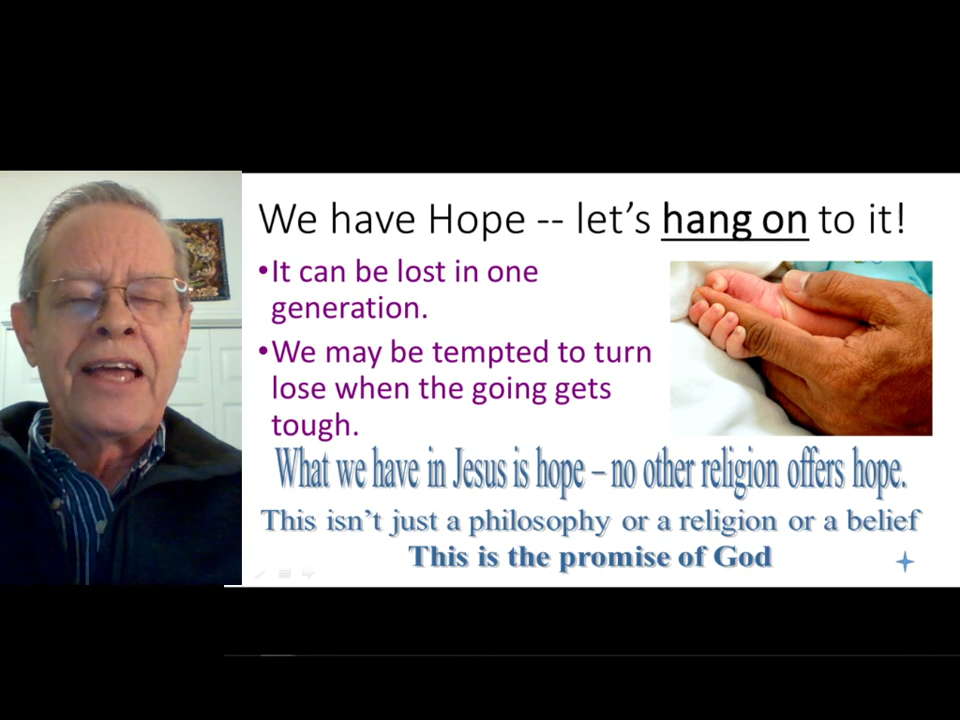 We have Hope -- let's hang on to it!
•It can be lost in one
generation.
•We may be tempted to turn
lose when the going gets
tough.
What we have in Jesus is hope – no other religion offers hope.
This isn't just a philosophy or a religion or a belief
This is the promise of God